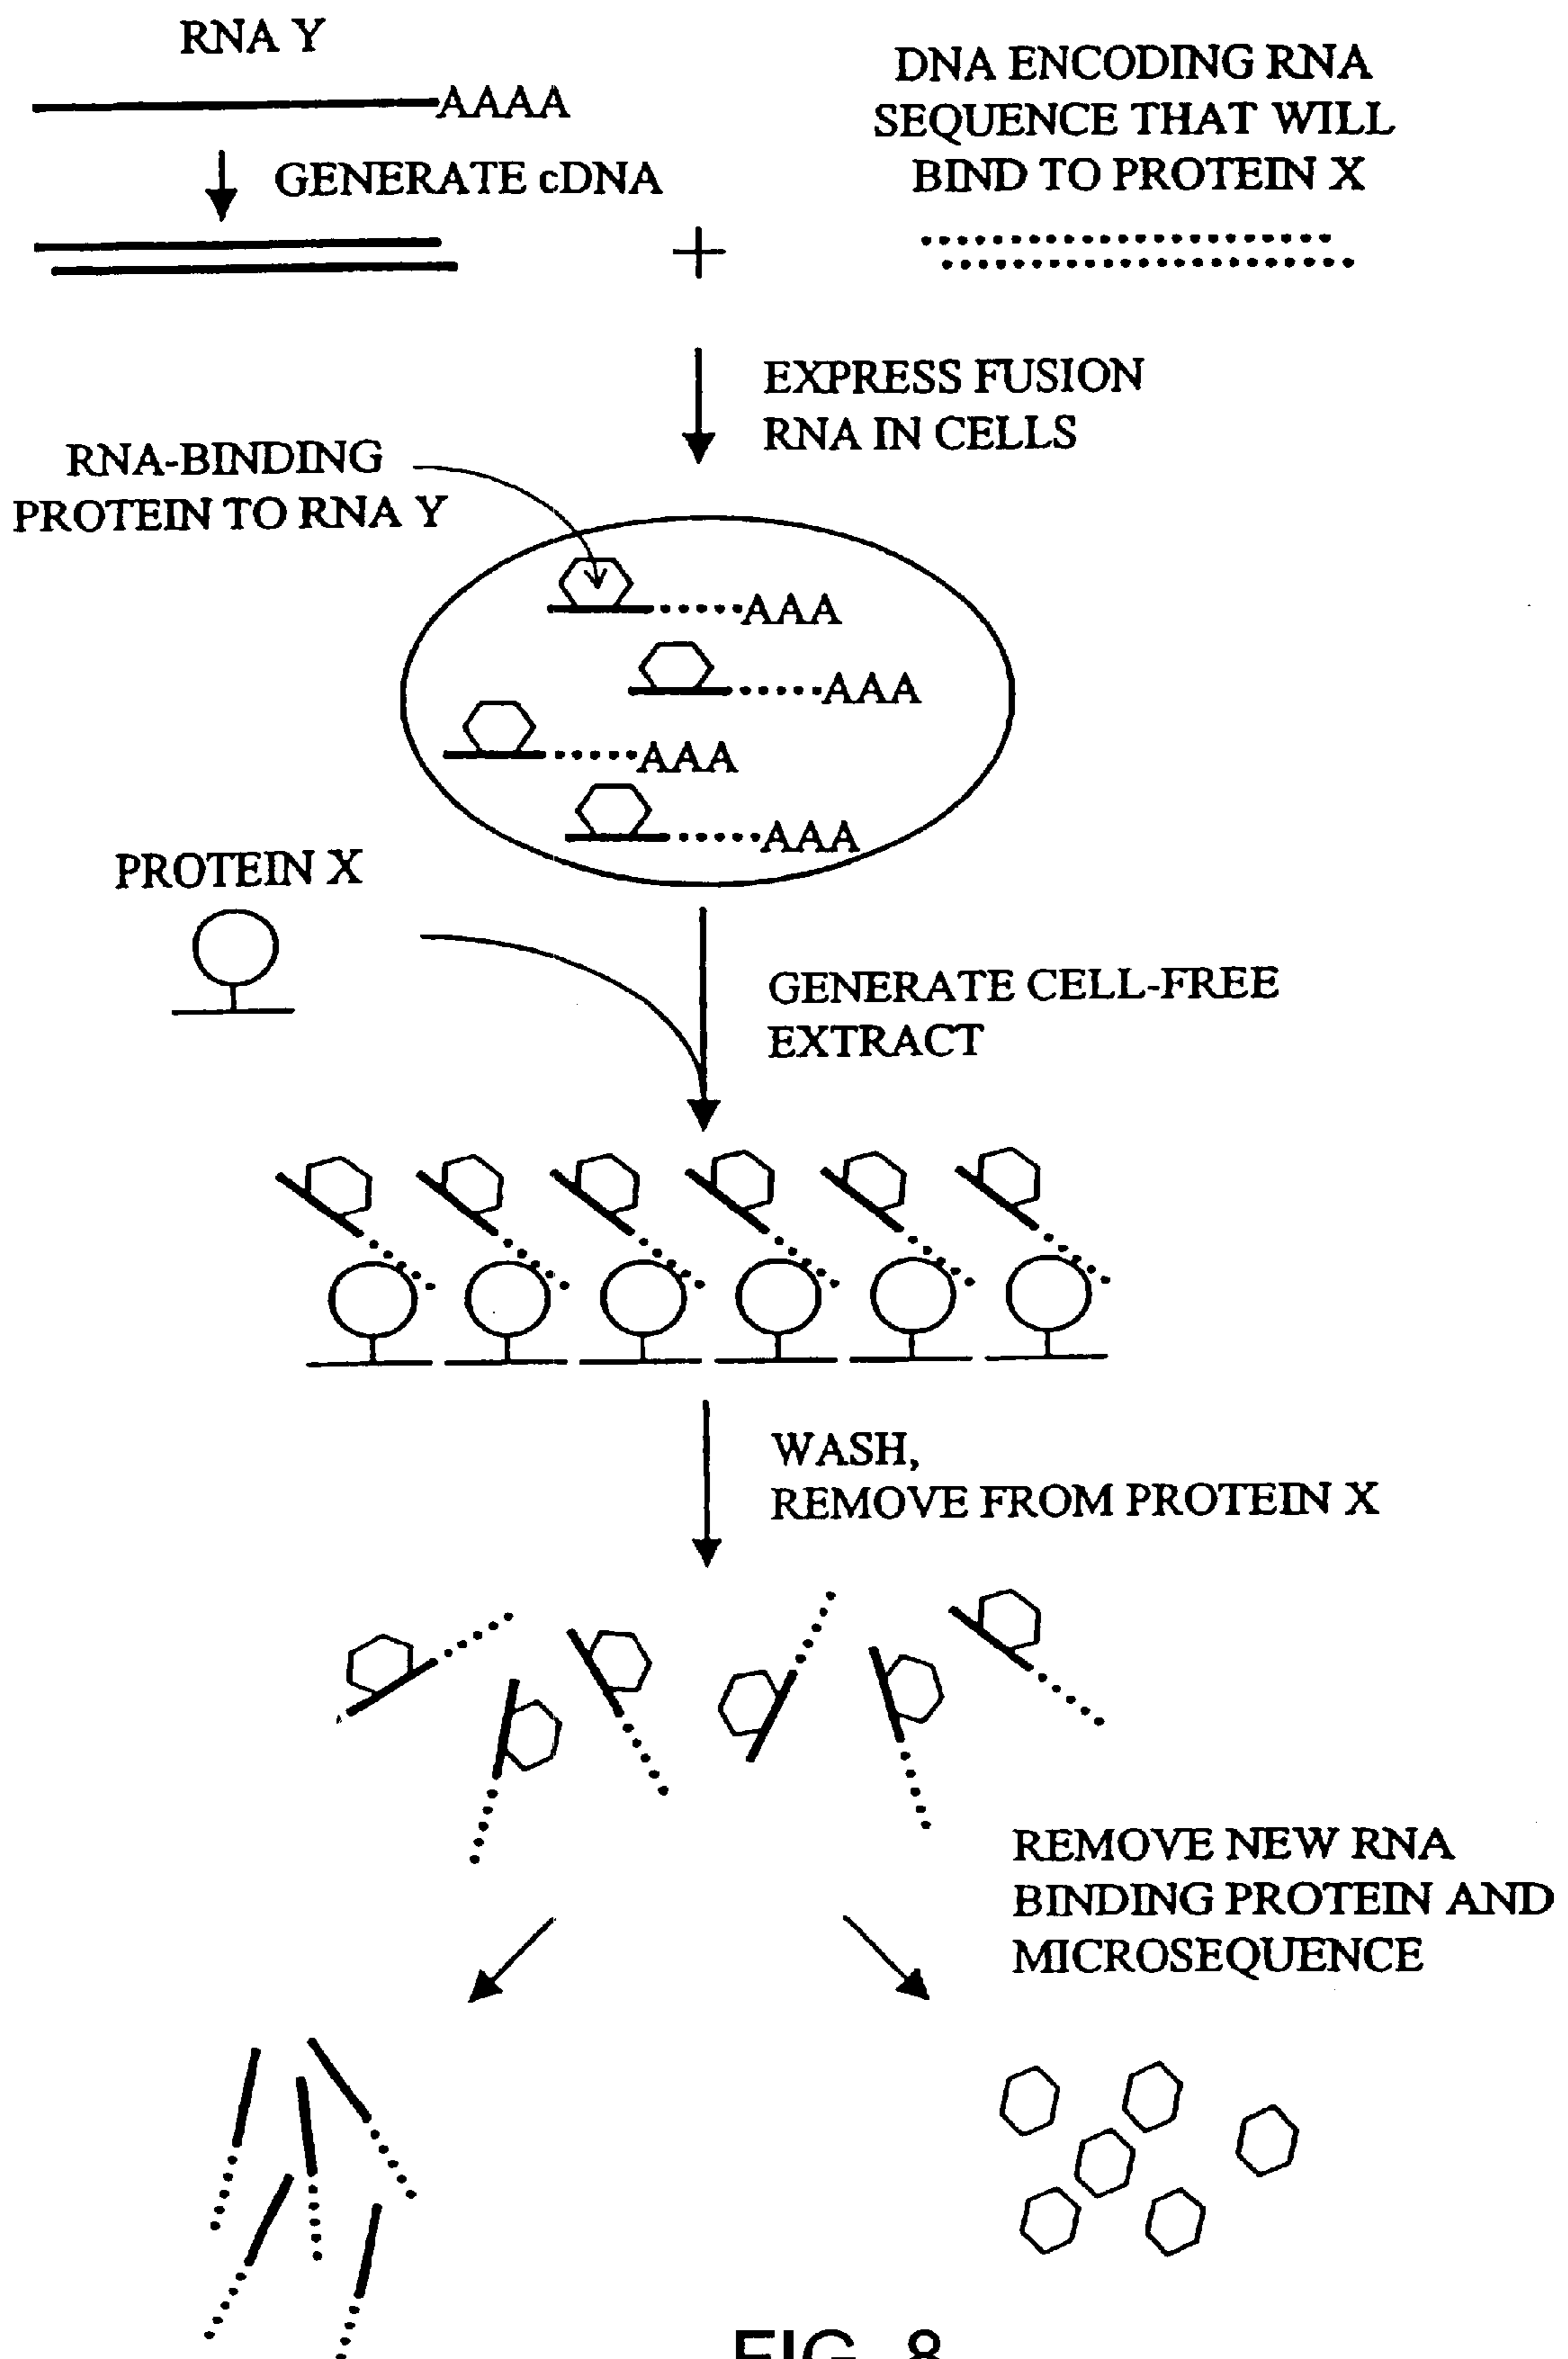 RNA Y
AAAA
GENERATE cDNA
DNA ENCODING RNA
SEQUENCE THAT WILL
BIND TO PROTEIN X
+
EXPRESS FUSION
RNA IN CELLS
RNA-BINDING
PROTEIN TO RNA Y
AAA
AAA
AAA
AAA
PROTEIN X
GENERATE CELL-FREE
EXTRACT
WASH,
REMOVE FROM PROTEIN X
REMOVE NEW RNA
BINDING PROTEIN AND
MICROSEQUENCE
FIG. 8